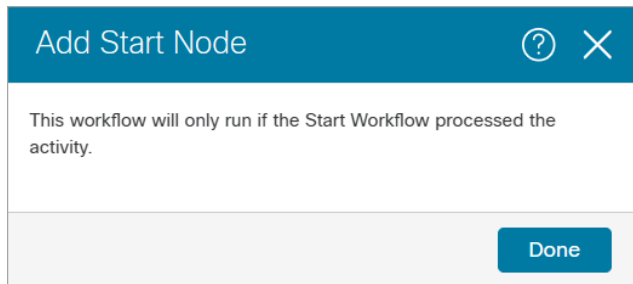 Add Start Node
This workflow will only run if the Start Workflow processed the
activity.
Done